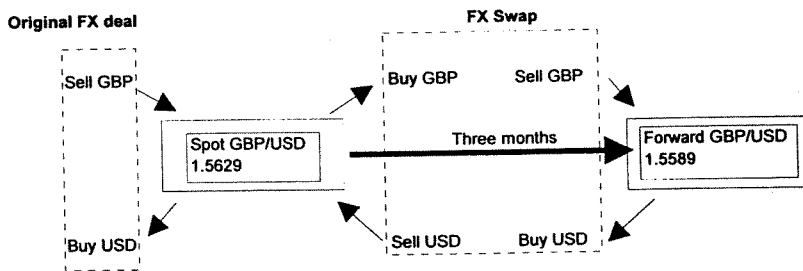 Original FX deal
FX Swap
Sell GBP
Buy GBP
Sell GBP
Spot GBP/USD
1.5629
Three months
Forward GBP/USD
1.5589
Buy USD
Sell USD
Buy USD